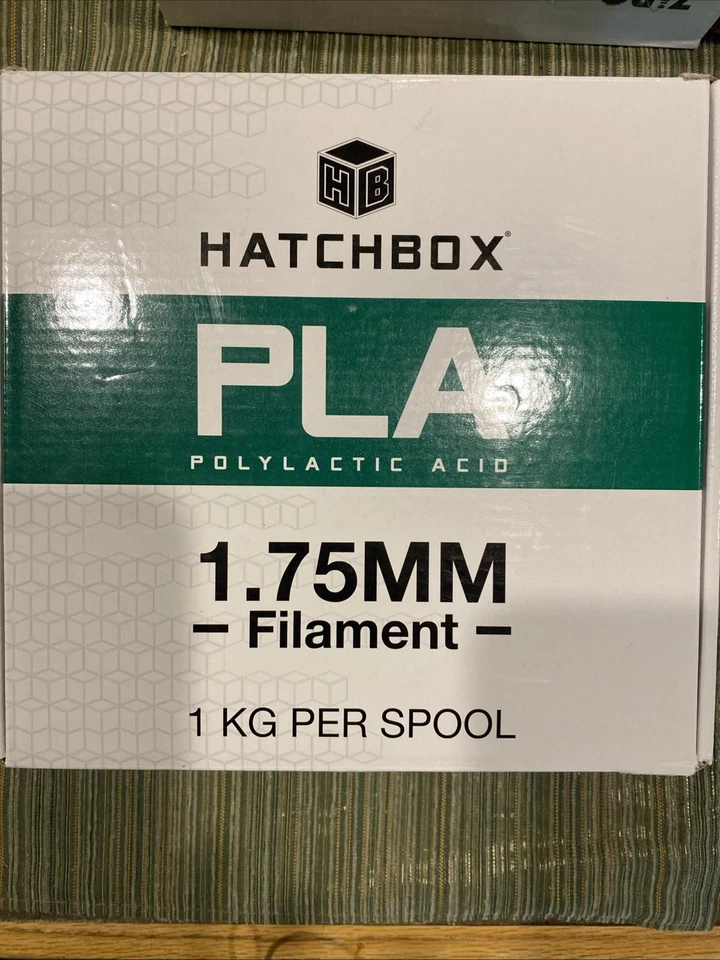 HB
HATCHBOX®
PLA
POLYLACTIC ACID
1.75MM
– Filament –
1 KG PER SPOOL